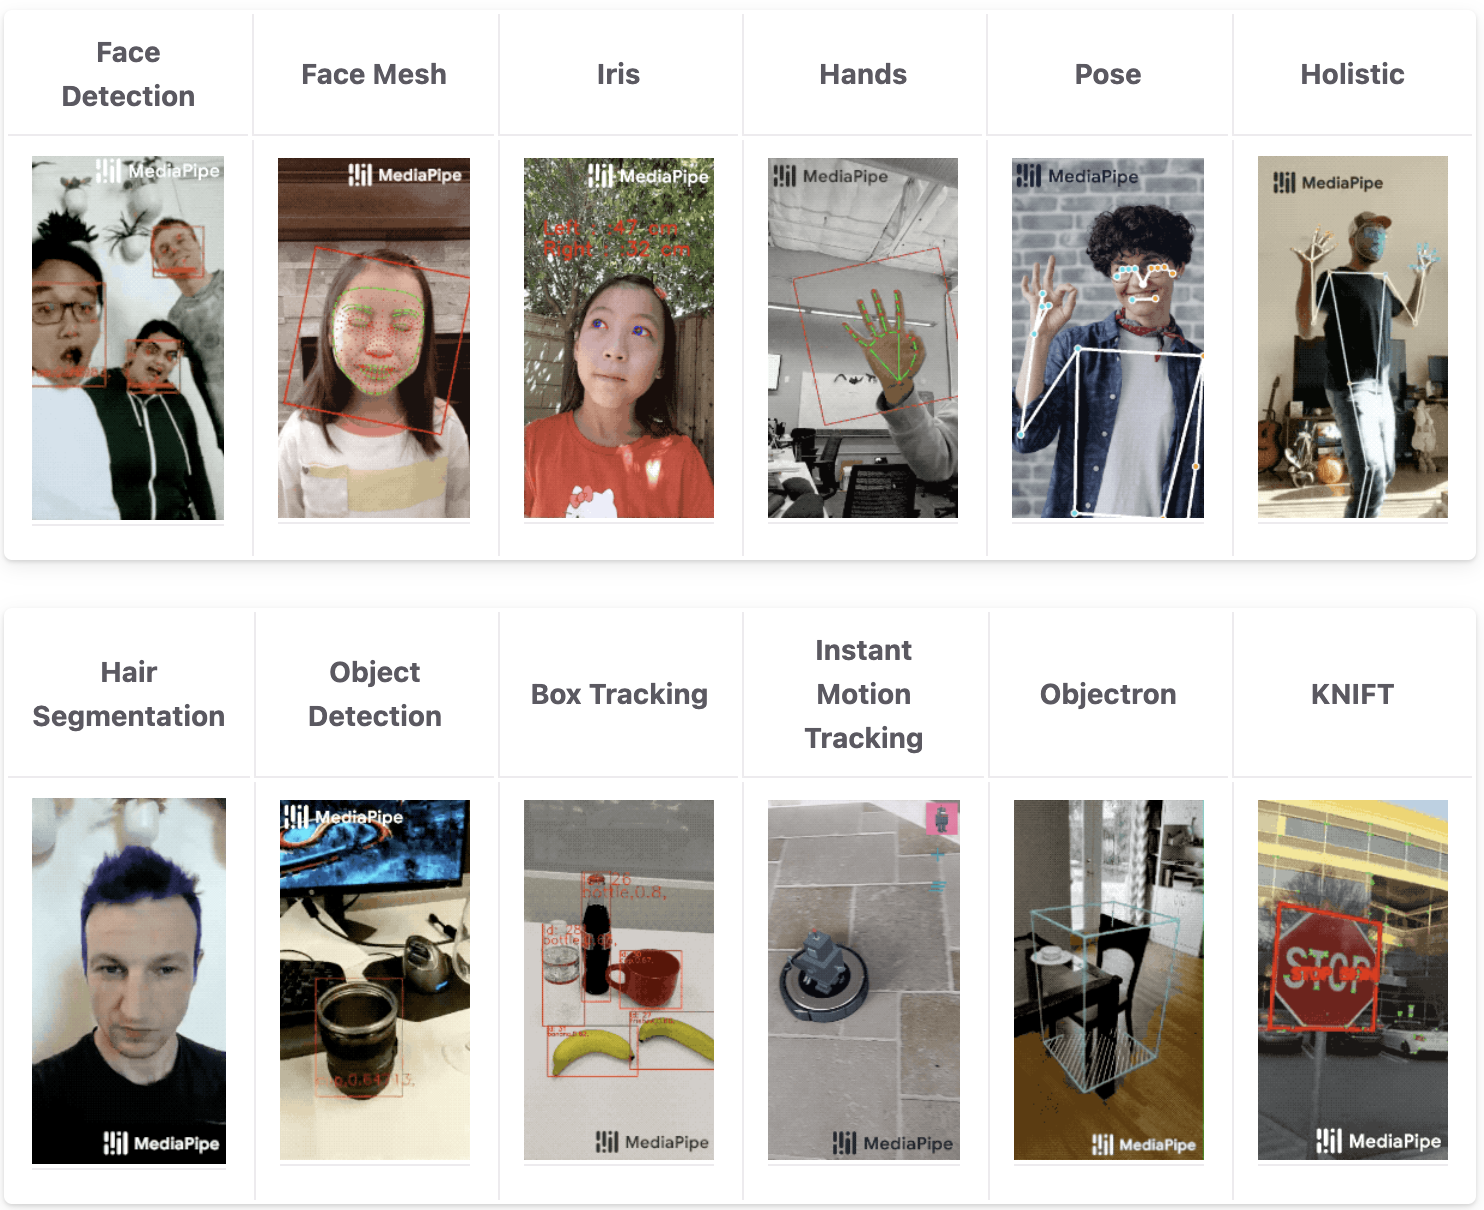 Face
Detection
Face Mesh
Iris
Hands
Pose
Holistic
MediaPipe
MediaPipe
MediaPipe
MediaPipe
MediaPipe
MediaPipe
Left : :47 cm
Right : :32 cm
Hair
Segmentation
Object
Detection
Box Tracking
Instant
Motion
Tracking
Objectron
KNIFT
MediaPipe
bottle,0.8,
STOP
MediaPipe
MediaPipe
MediaPipe
MediaPipe
MediaPipe